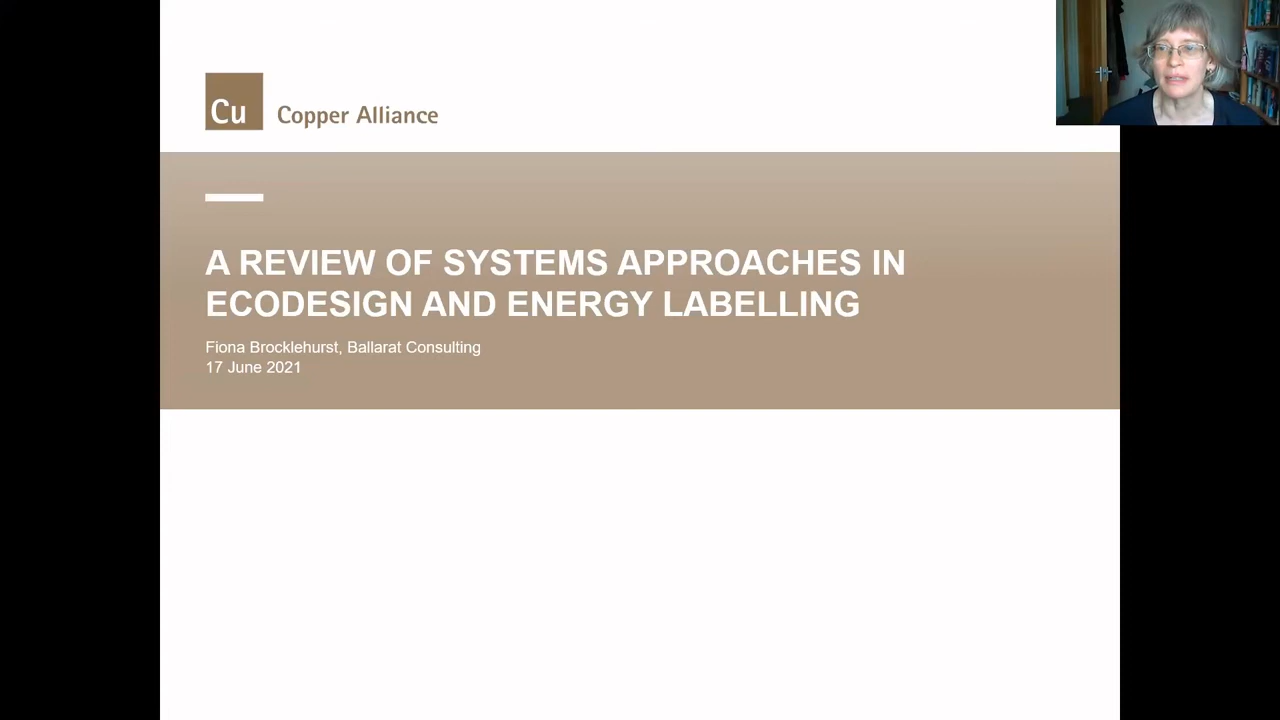 Cu
Copper Alliance
A REVIEW OF SYSTEMS APPROACHES IN
ECODESIGN AND ENERGY LABELLING
Fiona Brocklehurst, Ballarat Consulting
17 June 2021